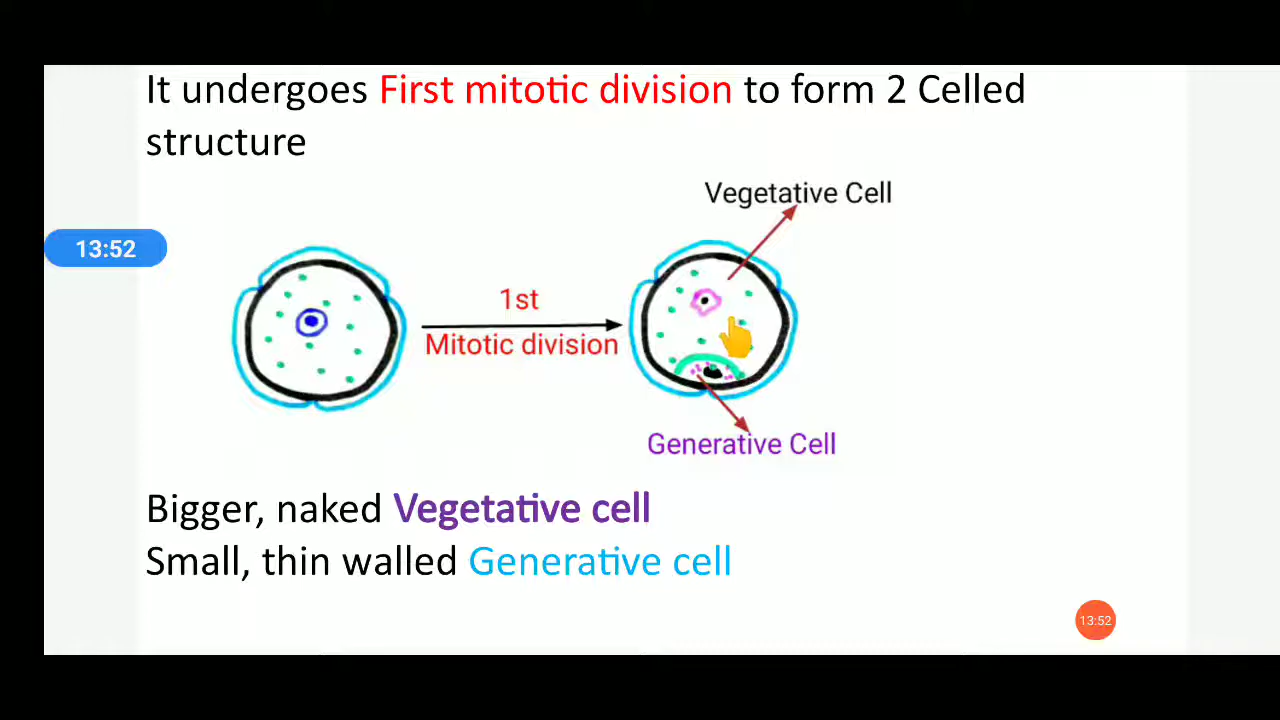 It undergoes First mitotic division to form 2 Celled
structure
Vegetative Cell
13:52
1st
Mitotic division
Generative Cell
Bigger, naked Vegetative cell
Small, thin walled Generative cell
13:52